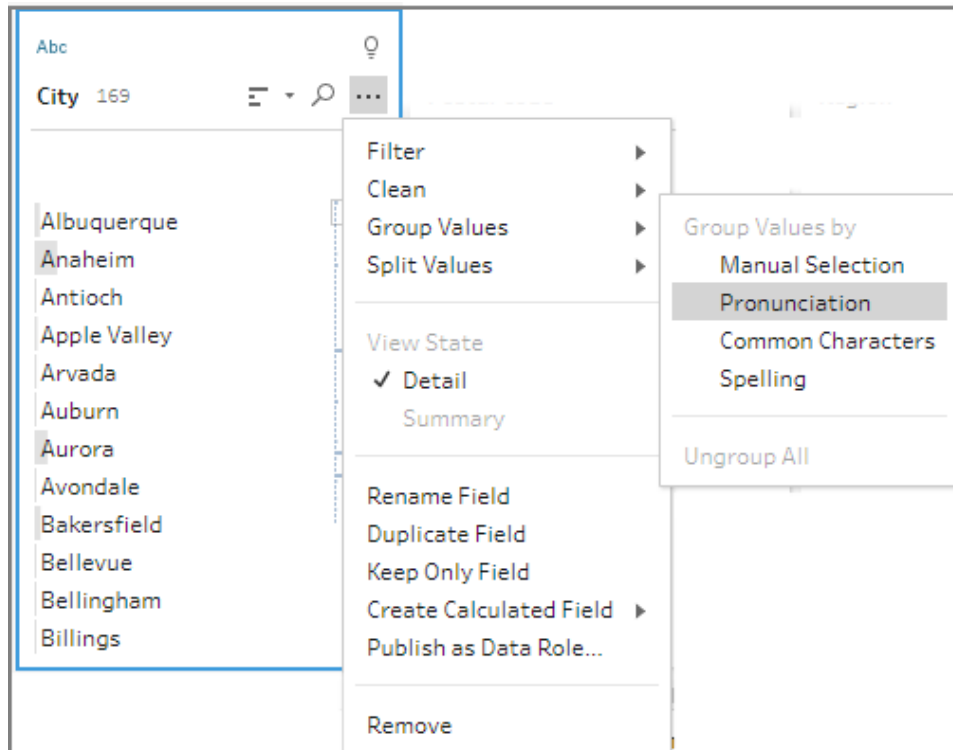 Abc
City 169
Albuquerque
Anaheim
Antioch
Apple Valley
Arvada
Auburn
Aurora
Avondale
Bakersfield
Bellevue
Bellingham
Billings
Filter
Clean
Group Values
Split Values
View State
✓ Detail
Summary
Rename Field
Duplicate Field
Keep Only Field
Create Calculated Field
Publish as Data Role...
Remove
Group Values by
Manual Selection
Pronunciation
Common Characters
Spelling
Ungroup All